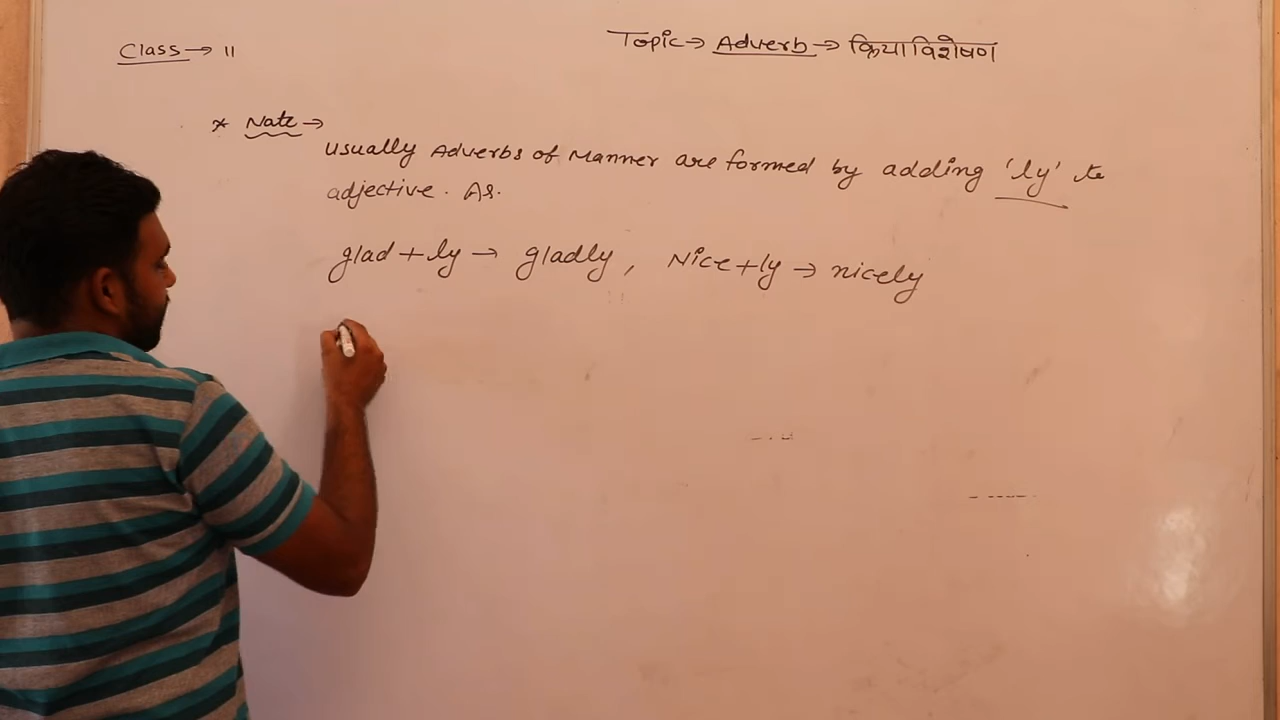 Class → 11
Topic → Adverb → क्रिया विशेषण
* Note →
Usually Adverbs of Manner are formed by adding 'ly' to
adjective. As.
glad + ly → gladly, Nice + ly → nicely